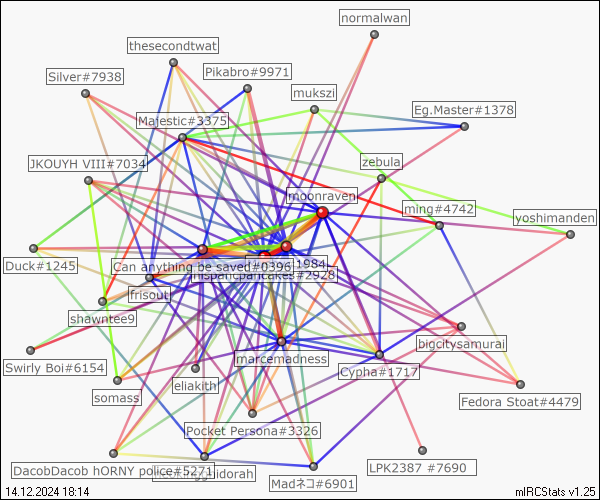 normalwan
thesecondtwat
Pikabro#9971
Silver#7938
mukszi
Eg.Master#1378
Majestic#3375
JKOUYH VIII#7034
zebula
moonraven
ming#4742
yoshimanden
Duck#1245
Can anything be saved#0396
1984
pancakes#2928
frisouti
shawntee9
bigcitysamurai
Swirly Boi#6154
marcemadness
Cypha#1717
eliakith
somass
Fedora Stoat#4479
Pocket Persona#3326
DacobDacob hORNY police#5271
idorah
LPK2387 #7690
Madネコ#6901
14.12.2024 18:14
mIRCStats v1.25